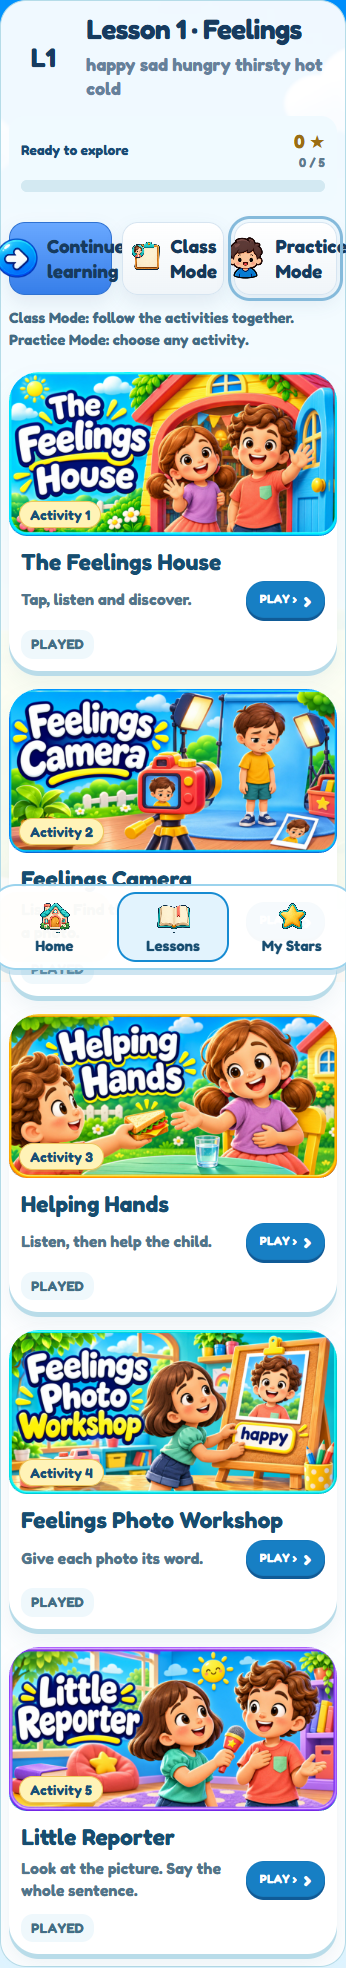 L1
Lesson 1 · Feelings
happy sad hungry thirsty hot
cold
Ready to explore
0 ★
0 / 5
Continue
learning
Class
Mode
Practice
Mode
Class Mode: follow the activities together.
Practice Mode: choose any activity.
The
Feelings
House
Activity 1
The Feelings House
Tap, listen and discover.
PLAY › ›
PLAYED
Feelings
Camera
Activity 2
Feelings Camera
Home
Lessons
My Stars
PLAYED
Helping
Hands
Activity 3
Helping Hands
Listen, then help the child.
PLAY › ›
PLAYED
Feelings
Photo
Workshop
happy
Activity 4
Feelings Photo Workshop
Give each photo its word.
PLAY › ›
PLAYED
Little
Reporter
Activity 5
Little Reporter
Look at the picture. Say the
whole sentence.
PLAY › ›
PLAYED